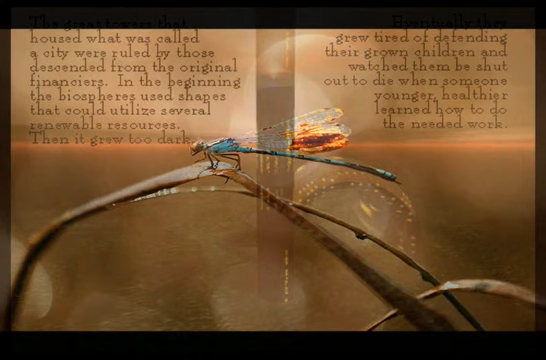 The great towers that
housed what was called
a city were ruled by those
descended from the original
financiers. In the beginning
the biospheres used shapes
that could utilize several
renewable resources.
Then it grew too dark.
Eventually they
grew tired of defending
their grown children and
watched them be shut
out to die when someone
younger, healthier
learned how to do
the needed work.